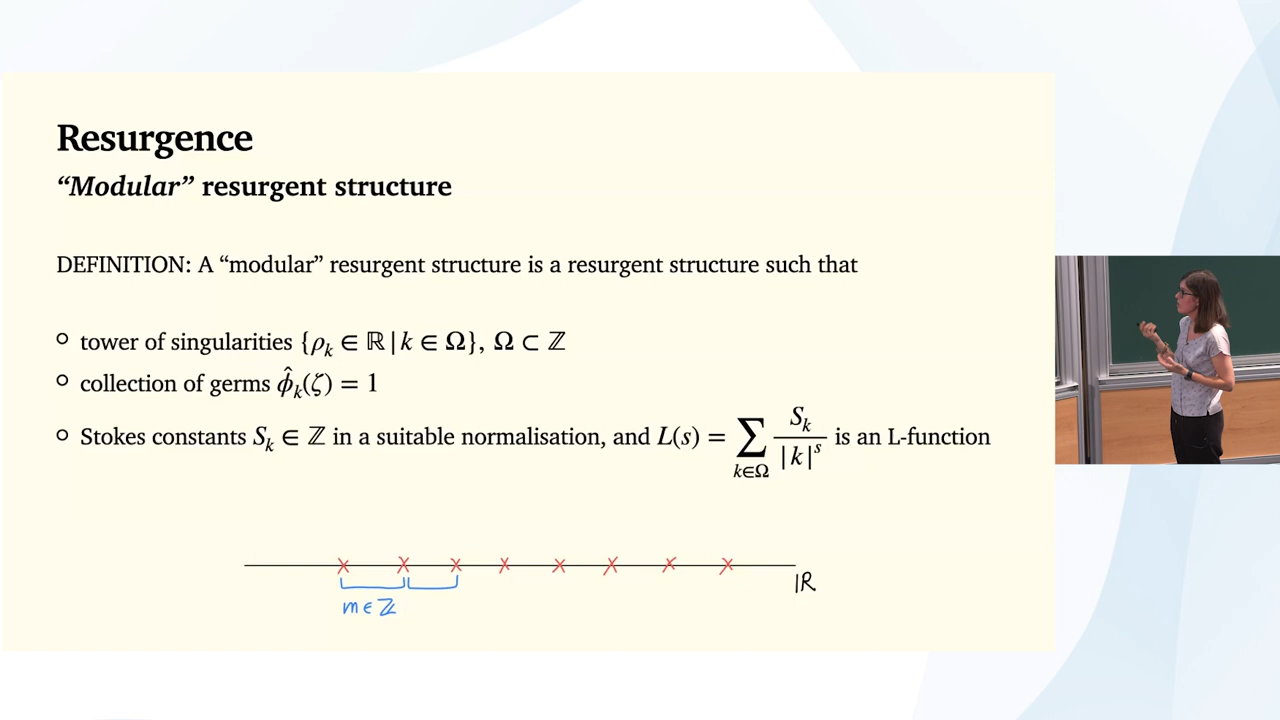 Resurgence
“Modular” resurgent structure
DEFINITION: A “modular” resurgent structure is a resurgent structure such that
tower of singularities {ρ_k ∈ ℝ | k ∈ Ω}, Ω ⊂ ℤ
collection of germs ϕ̂_k(ζ) = 1
Stokes constants S_k ∈ ℤ in a suitable normalisation, and L(s) = ∑_{k∈Ω} S_k / |k|^s is an L-function
ℝ
m ∈ ℤ